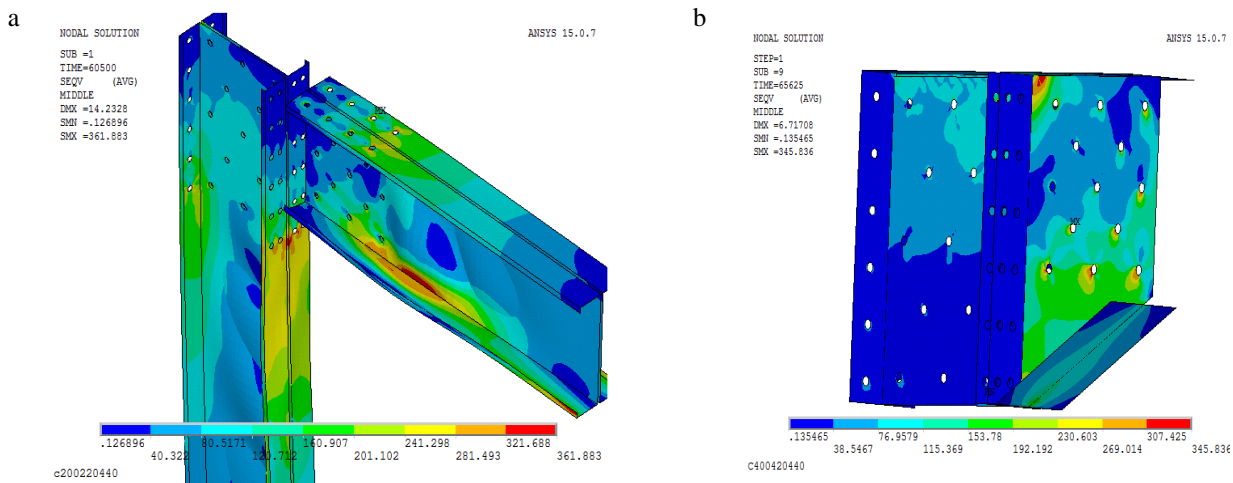 a
NODAL SOLUTION
ANSYS 15.0.7
SUB =1
TIME=60500
SEQV (AVG)
MIDDLE
DMX =14.2328
SMN =.126896
SMX =361.883
MX
.126896 80.5171 160.907 241.298 321.688
40.322 120.712 201.102 281.493 361.883
c200220440
b
NODAL SOLUTION
ANSYS 15.0.7
STEP=1
SUB =9
TIME=65625
SEQV (AVG)
MIDDLE
DMX =6.71708
SMN =.135465
SMX =345.836
MX
.135465 76.9579 153.78 230.603 307.425
38.5467 115.369 192.192 269.014 345.836
C400420440